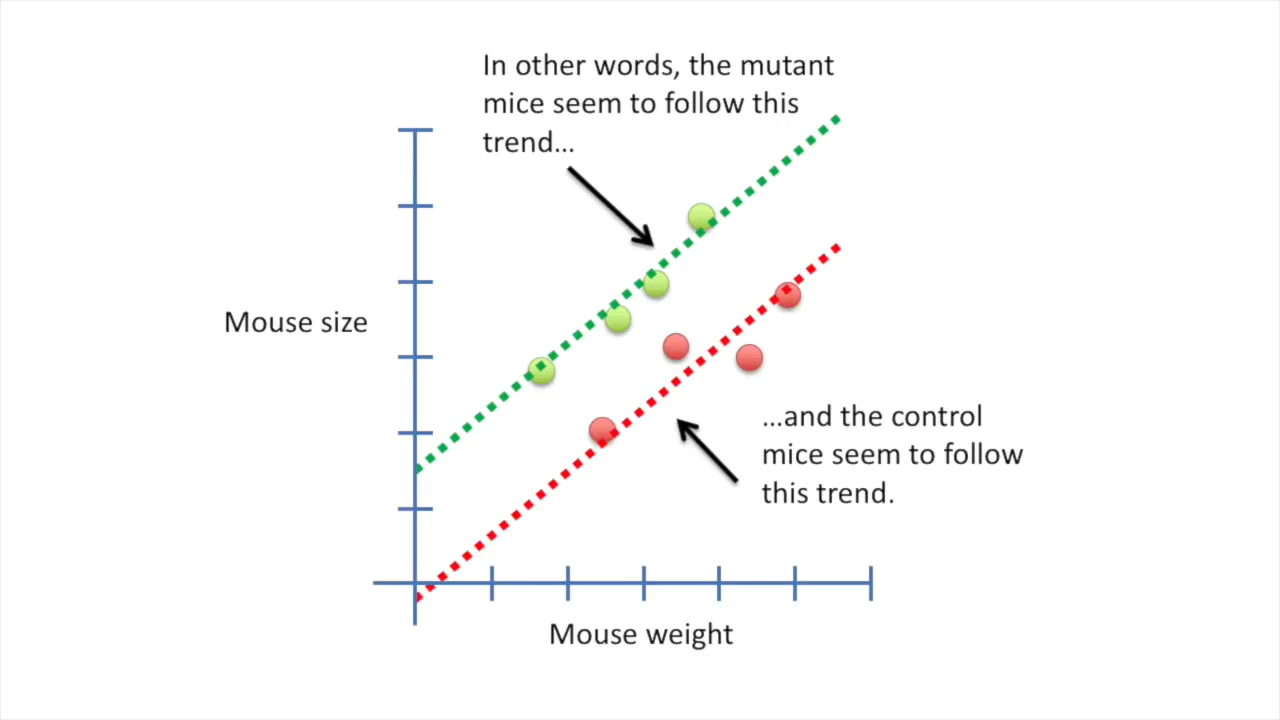 In other words, the mutant
mice seem to follow this
trend...
Mouse size
...and the control
mice seem to follow
this trend.
Mouse weight